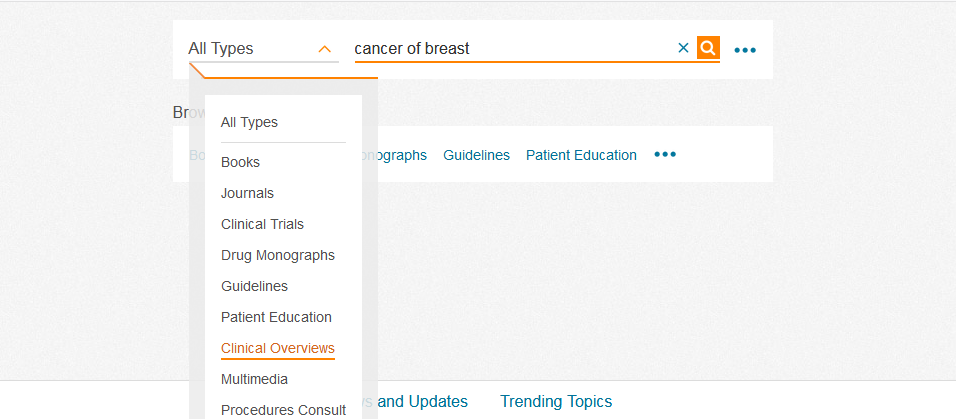 All Types cancer of breast
Brow
All Types
Bo nographs Guidelines Patient Education
Books
Journals
Clinical Trials
Drug Monographs
Guidelines
Patient Education
Clinical Overviews
Multimedia
s and Updates Trending Topics
Procedures Consult